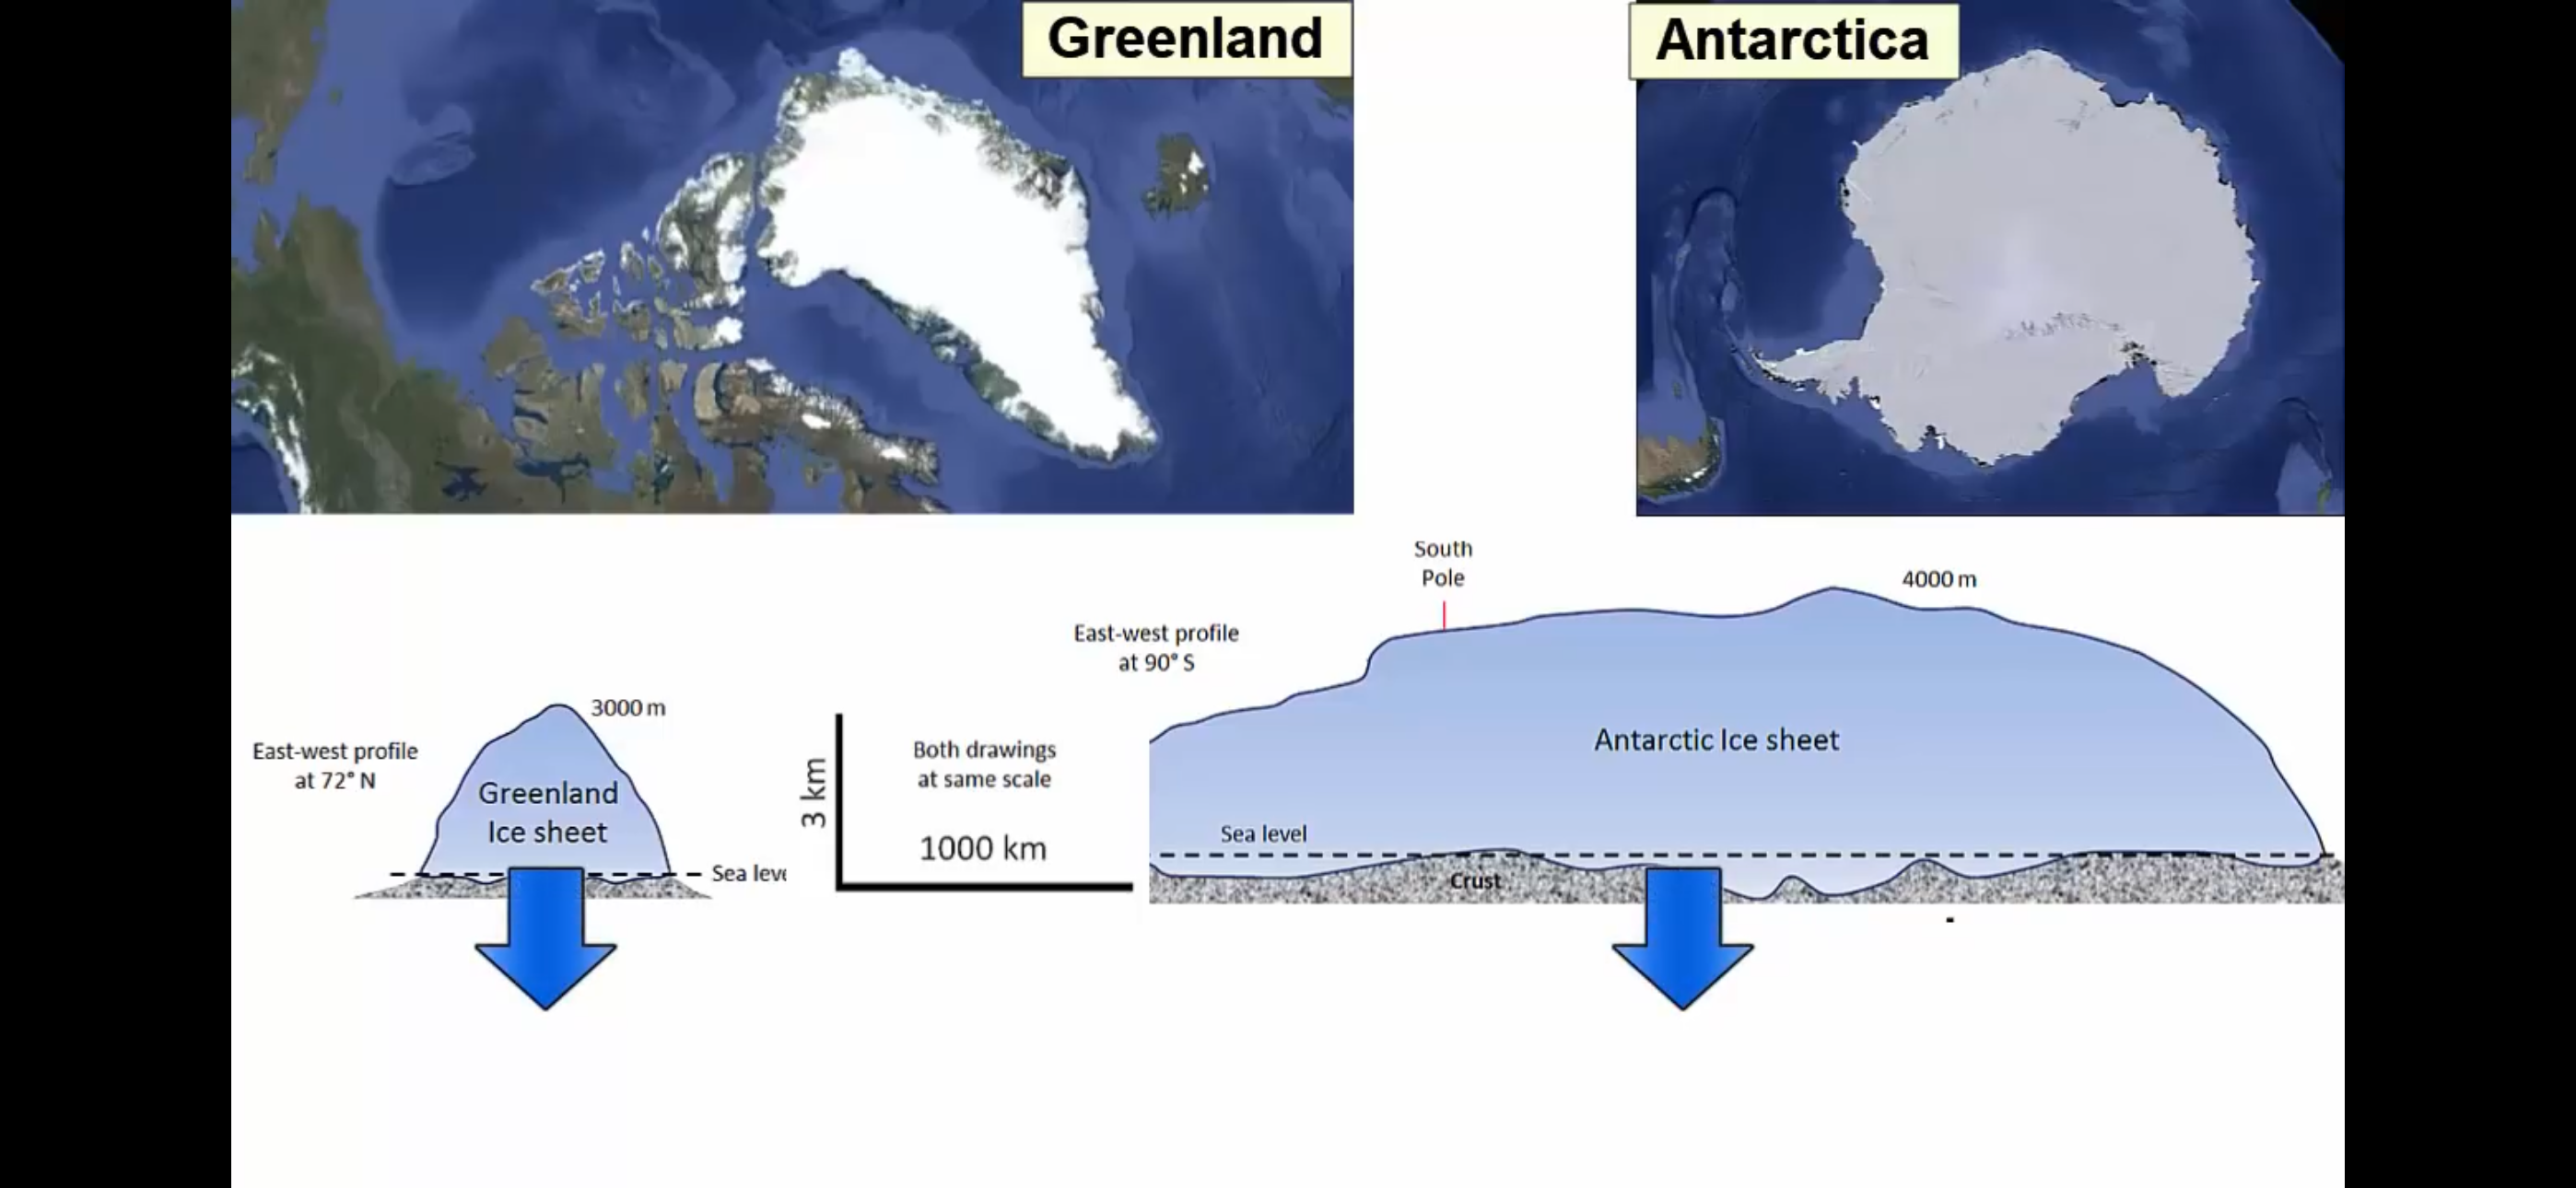 Greenland
Antarctica
South
Pole
4000 m
East-west profile
at 90° S
3000 m
East-west profile
at 72° N
Greenland
Ice sheet
Sea leve
3 km
Both drawings
at same scale
1000 km
Antarctic Ice sheet
Sea level
Crust